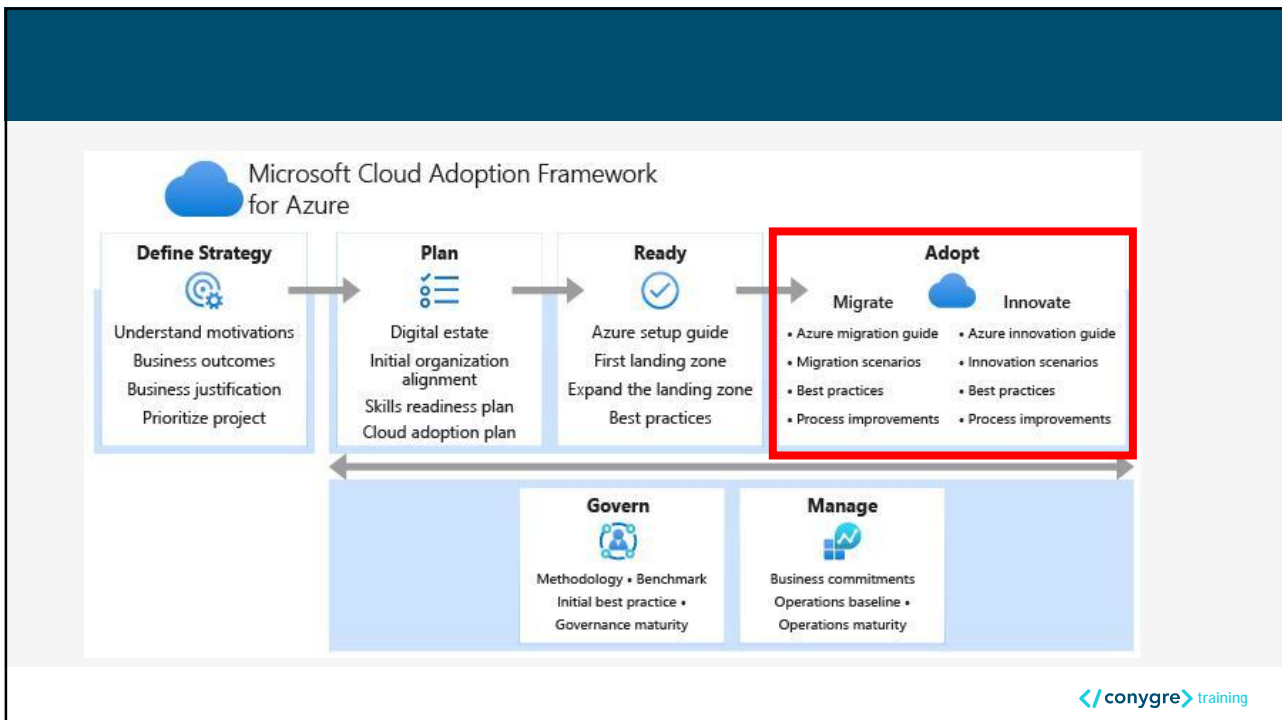 Microsoft Cloud Adoption Framework
for Azure
Define Strategy
Understand motivations
Business outcomes
Business justification
Prioritize project
Plan
Digital estate
Initial organization
alignment
Skills readiness plan
Cloud adoption plan
Ready
Azure setup guide
First landing zone
Expand the landing zone
Best practices
Adopt
Migrate
• Azure migration guide
• Migration scenarios
• Best practices
• Process improvements
Innovate
• Azure innovation guide
• Innovation scenarios
• Best practices
• Process improvements
Govern
Methodology • Benchmark
Initial best practice •
Governance maturity
Manage
Business commitments
Operations baseline •
Operations maturity
</conygre> training